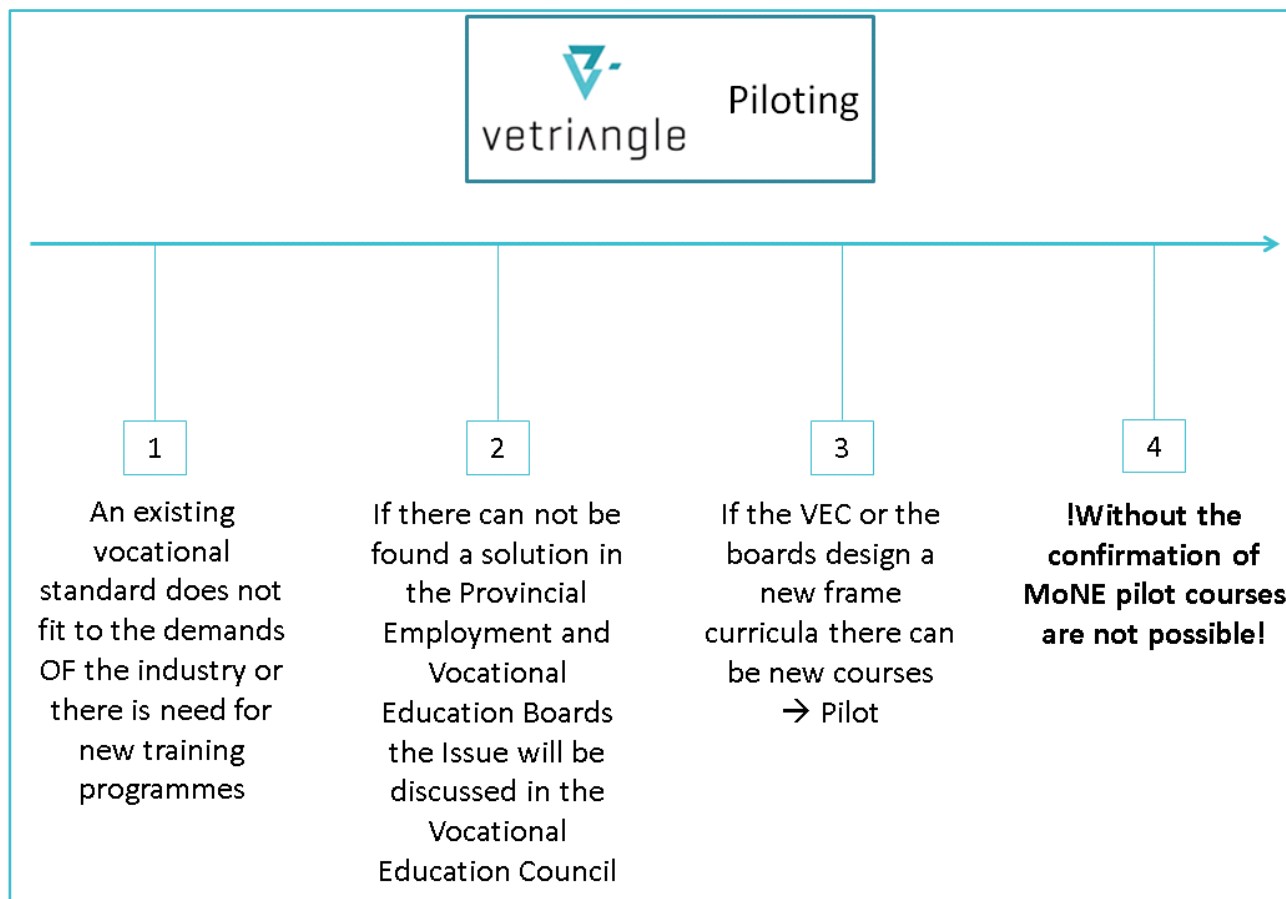 vetriΛngle
Piloting
1
An existing
vocational
standard does not
fit to the demands
OF the industry or
there is need for
new training
programmes
2
If there can not be
found a solution in
the Provincial
Employment and
Vocational
Education Boards
the Issue will be
discussed in the
Vocational
Education Council
3
If the VEC or the
boards design a
new frame
curricula there can
be new courses
→ Pilot
4
!Without the
confirmation of
MoNE pilot courses
are not possible!